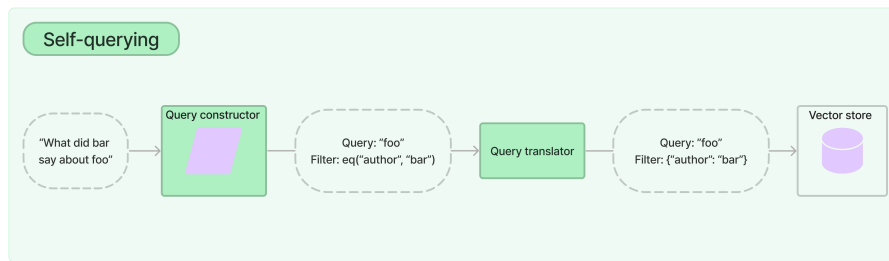 Self-querying
“What did bar
say about foo”
Query constructor
Query: “foo”
Filter: eq(“author”, “bar”)
Query translator
Query: “foo”
Filter: {“author”: “bar”}
Vector store